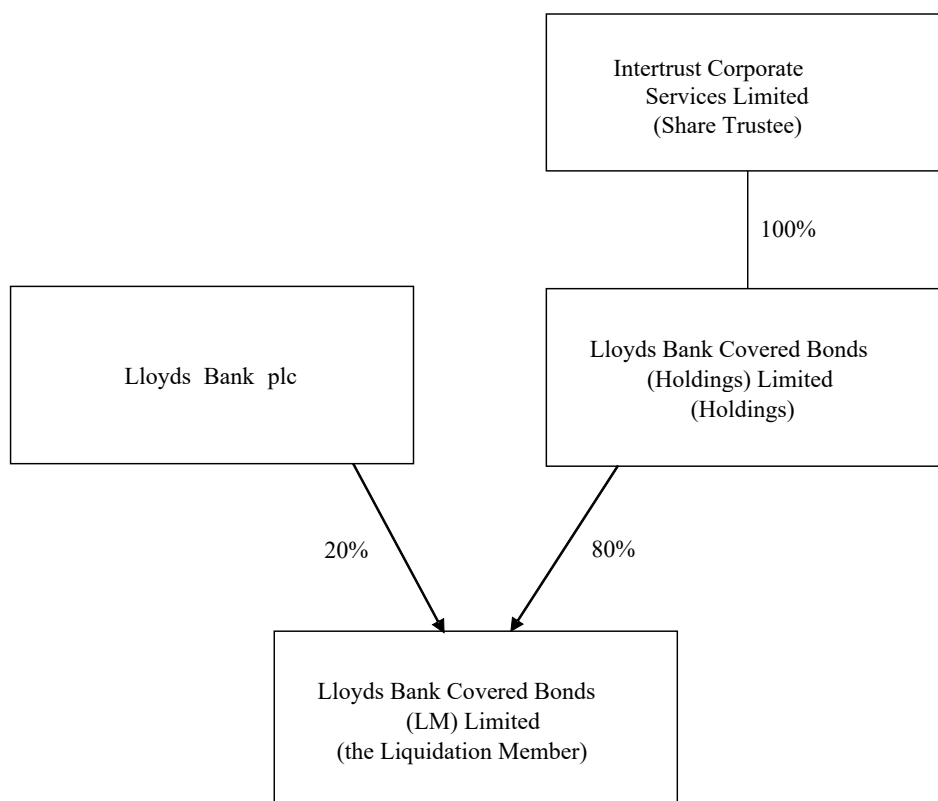 Intertrust Corporate
Services Limited
(Share Trustee)
100%
Lloyds Bank plc
Lloyds Bank Covered Bonds
(Holdings) Limited
(Holdings)
20%
80%
Lloyds Bank Covered Bonds
(LM) Limited
(the Liquidation Member)